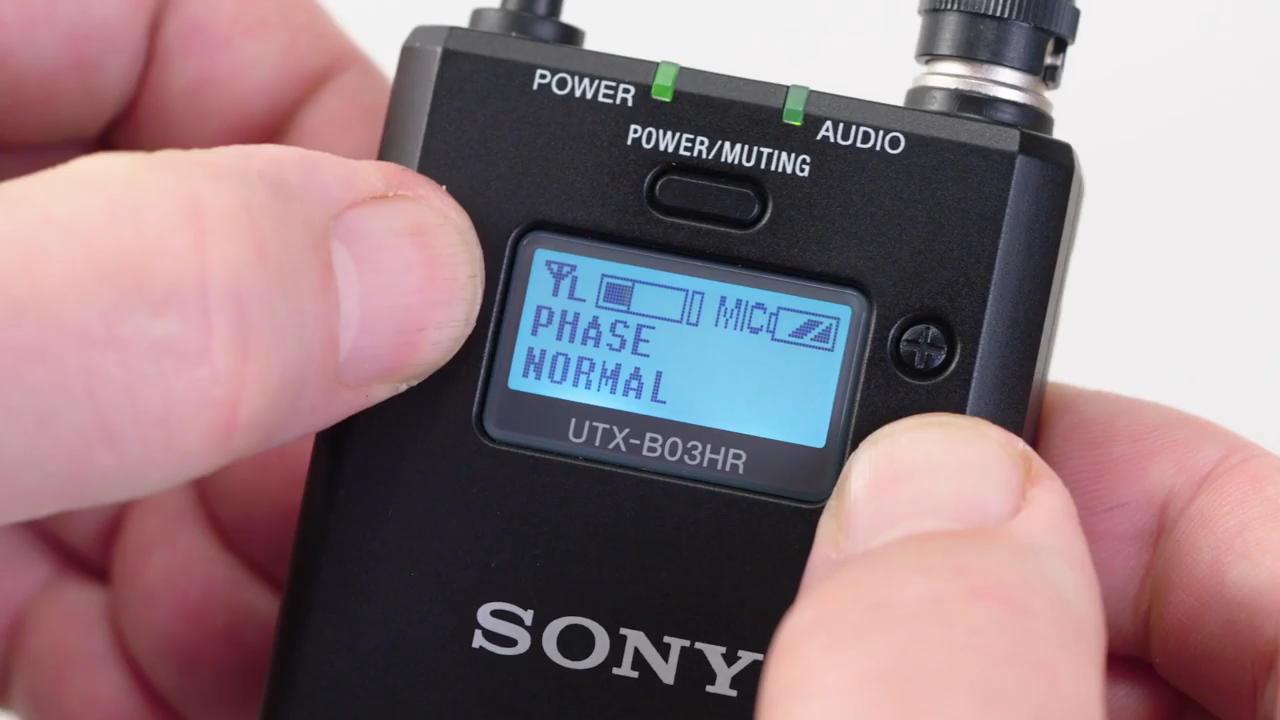 POWER
AUDIO
POWER/MUTING
L MIC
PHASE
NORMAL
UTX-B03HR
SONY